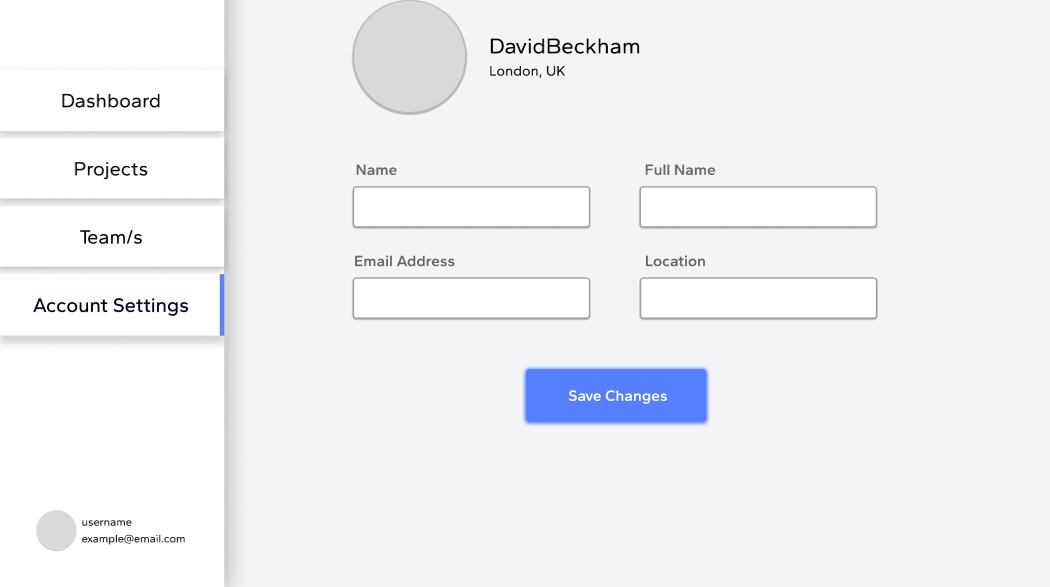 Dashboard
Projects
Team/s
Account Settings
username
example@email.com
DavidBeckham
London, UK
Name
Full Name
Email Address
Location
Save Changes